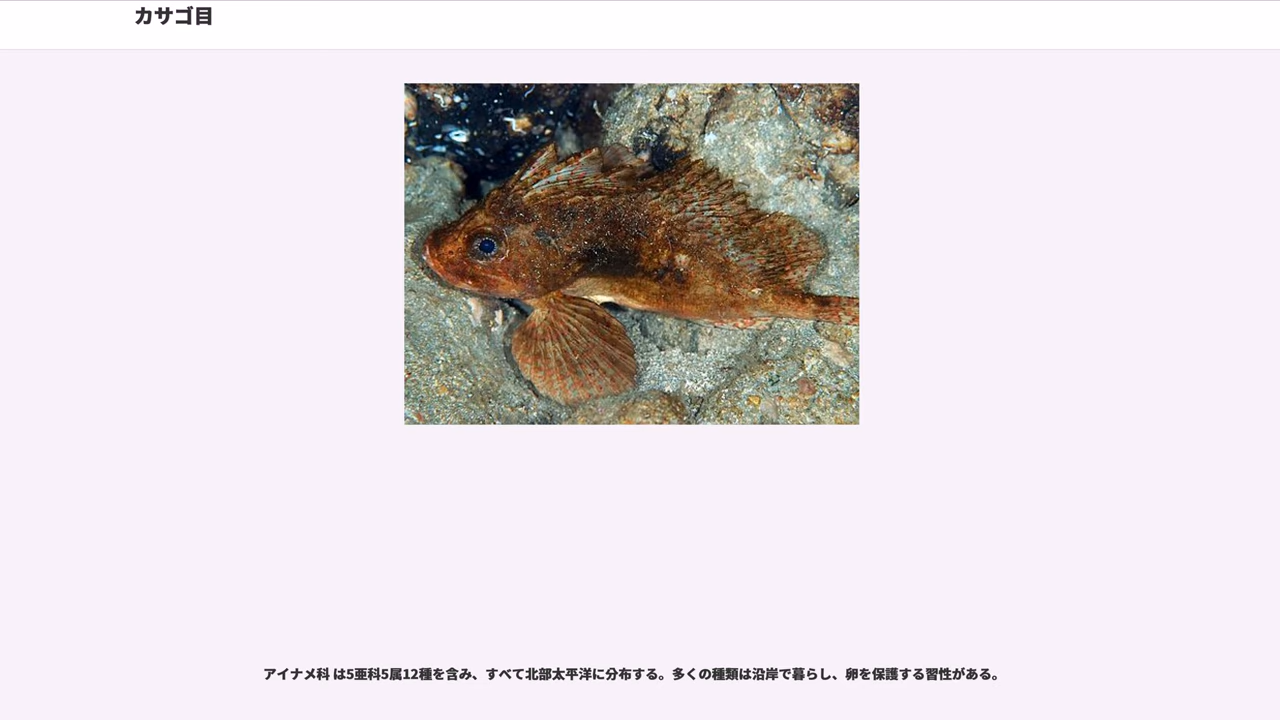 カサゴ目
アイナメ科 は5亜科5属12種を含み、すべて北部太平洋に分布する。多くの種類は沿岸で暮らし、卵を保護する習性がある。